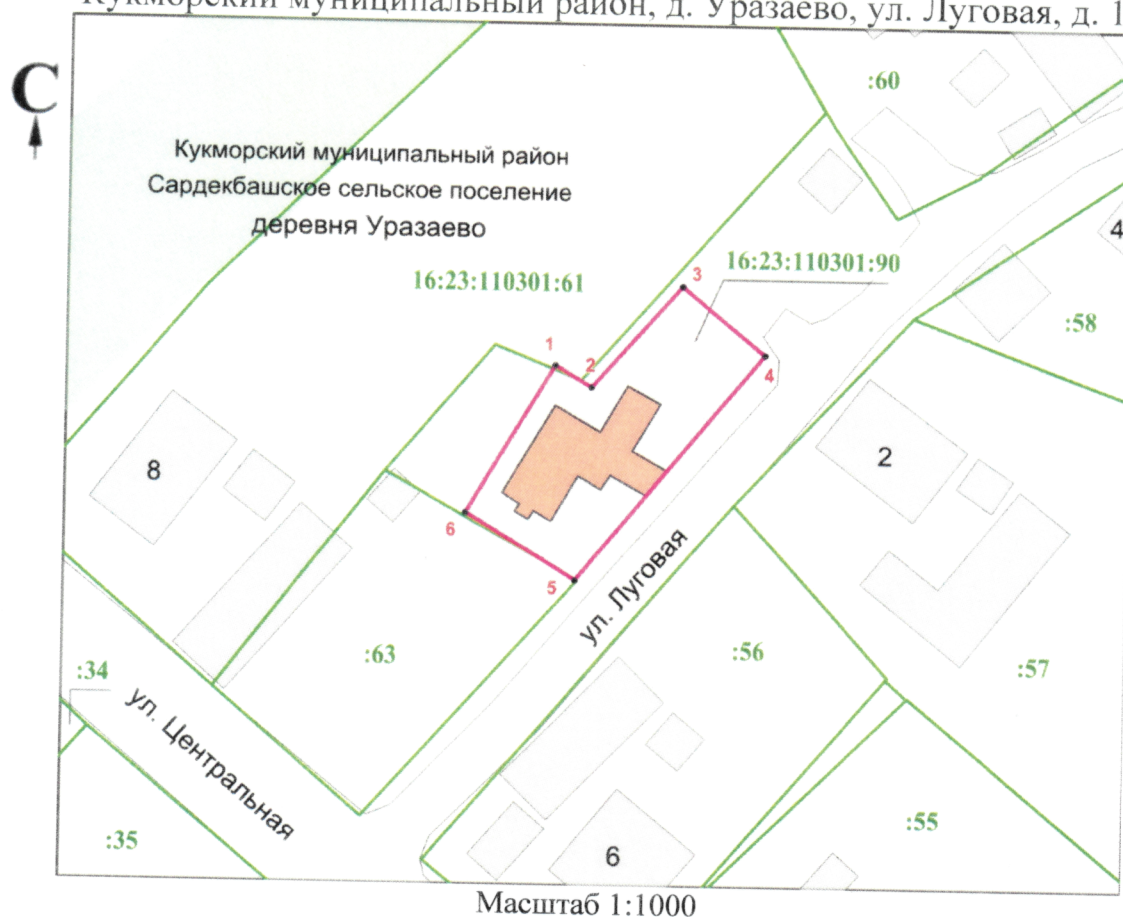 Кукморский муниципальный район, д. Уразаево, ул. Луговая, д. 1
С
:60
Кукморский муниципальный район
Сардекбашское сельское поселение
деревня Уразаево
4
16:23:110301:61
16:23:110301:90
3
:58
1
2
4
8
2
6
5
ул. Луговая
:63
:56
:57
:34
ул. Центральная
:35
6
:55
Масштаб 1:1000